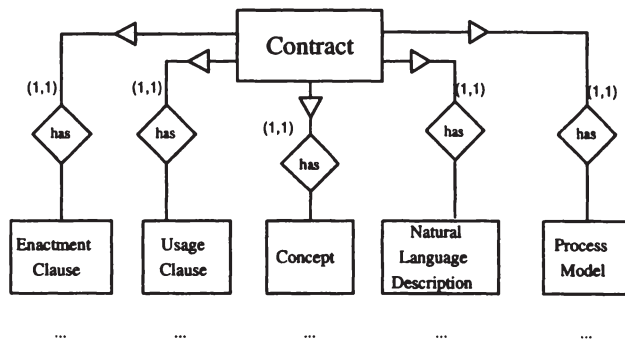 Contract
(1,1)
(1,1)
(1,1)
(1,1)
(1,1)
has
has
has
has
has
Enactment
Clause
Usage
Clause
Concept
Natural
Language
Description
Process
Model
...
...
...
...
...